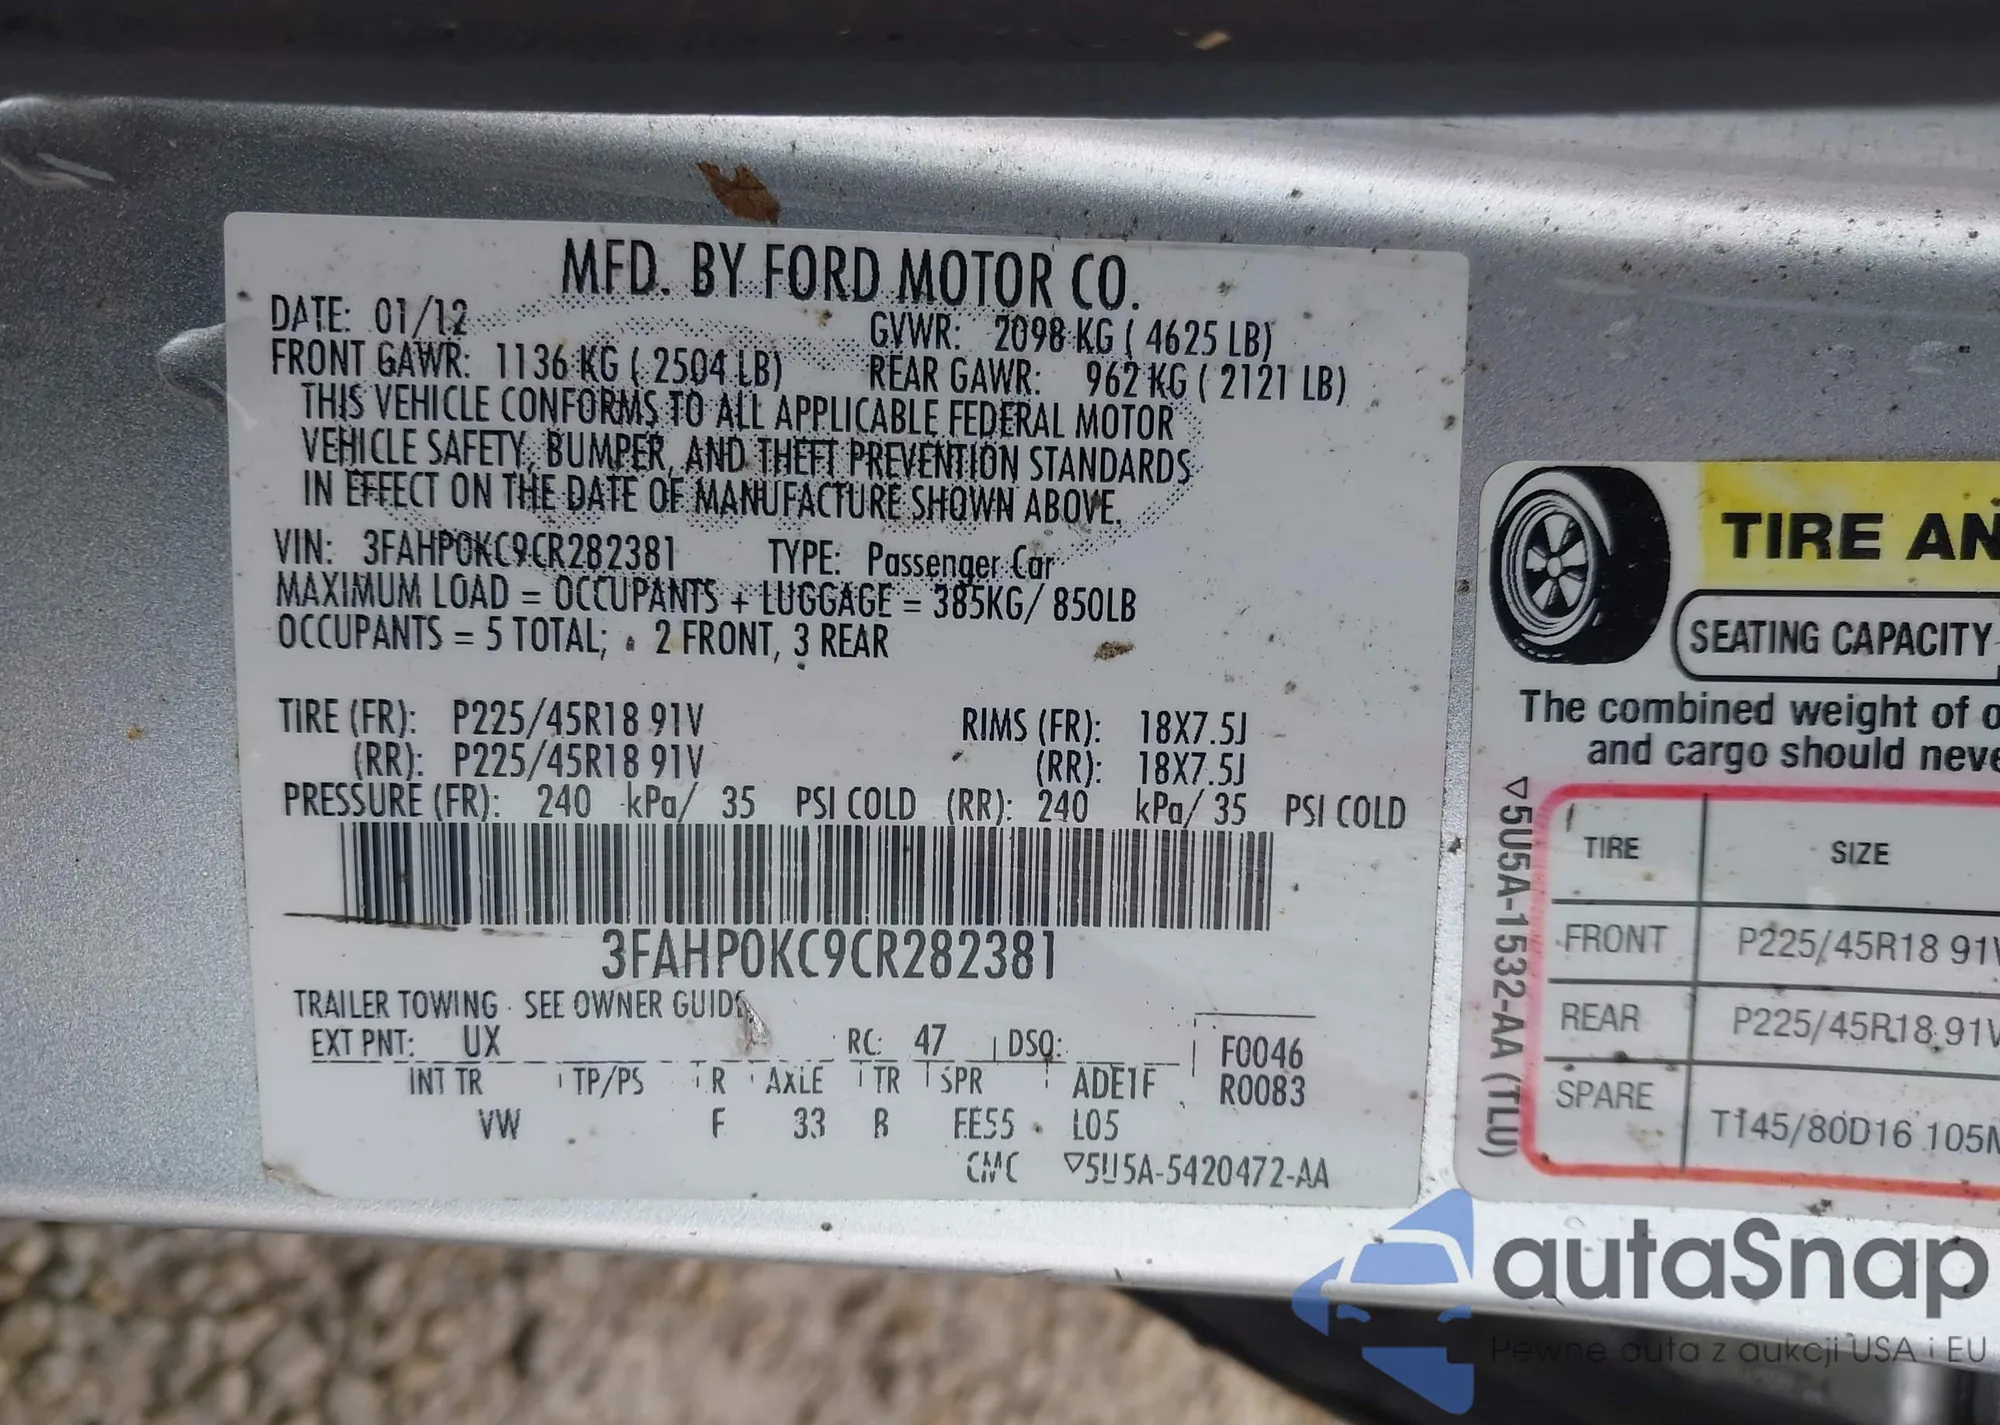 MFD. BY FORD MOTOR CO.
DATE: 01/12 GVWR: 2098 KG ( 4625 LB)
FRONT GAWR: 1136 KG ( 2504 LB) REAR GAWR: 962 KG ( 2121 LB)
THIS VEHICLE CONFORMS TO ALL APPLICABLE FEDERAL MOTOR
VEHICLE SAFETY, BUMPER, AND THEFT PREVENTION STANDARDS
IN EFFECT ON THE DATE OF MANUFACTURE SHOWN ABOVE.
VIN: 3FAHP0KC9CR282381 TYPE: Passenger Car
MAXIMUM LOAD = OCCUPANTS + LUGGAGE = 385KG/ 850LB
OCCUPANTS = 5 TOTAL; 2 FRONT, 3 REAR
TIRE (FR): P225/45R18 91V RIMS (FR): 18X7.5J
(RR): P225/45R18 91V (RR): 18X7.5J
PRESSURE (FR): 240 kPa/ 35 PSI COLD (RR): 240 kPa/ 35 PSI COLD
3FAHP0KC9CR282381
TRAILER TOWING - SEE OWNER GUIDE
EXT PNT: UX RC: 47 DSO: F0046
R0083
INT TR TP/PS R AXLE TR SPR ADE1F
VW F 33 B EE55 L05
CMC ▽5U5A-5420472-AA
TIRE AN
SEATING CAPACITY
The combined weight of o
and cargo should neve
▽5U5A-1532-AA (TLU)
TIRE SIZE
FRONT P225/45R18 91V
REAR P225/45R18 91V
SPARE T145/80D16 105M
autaSnap
Pewne auta z aukcji USA i EU